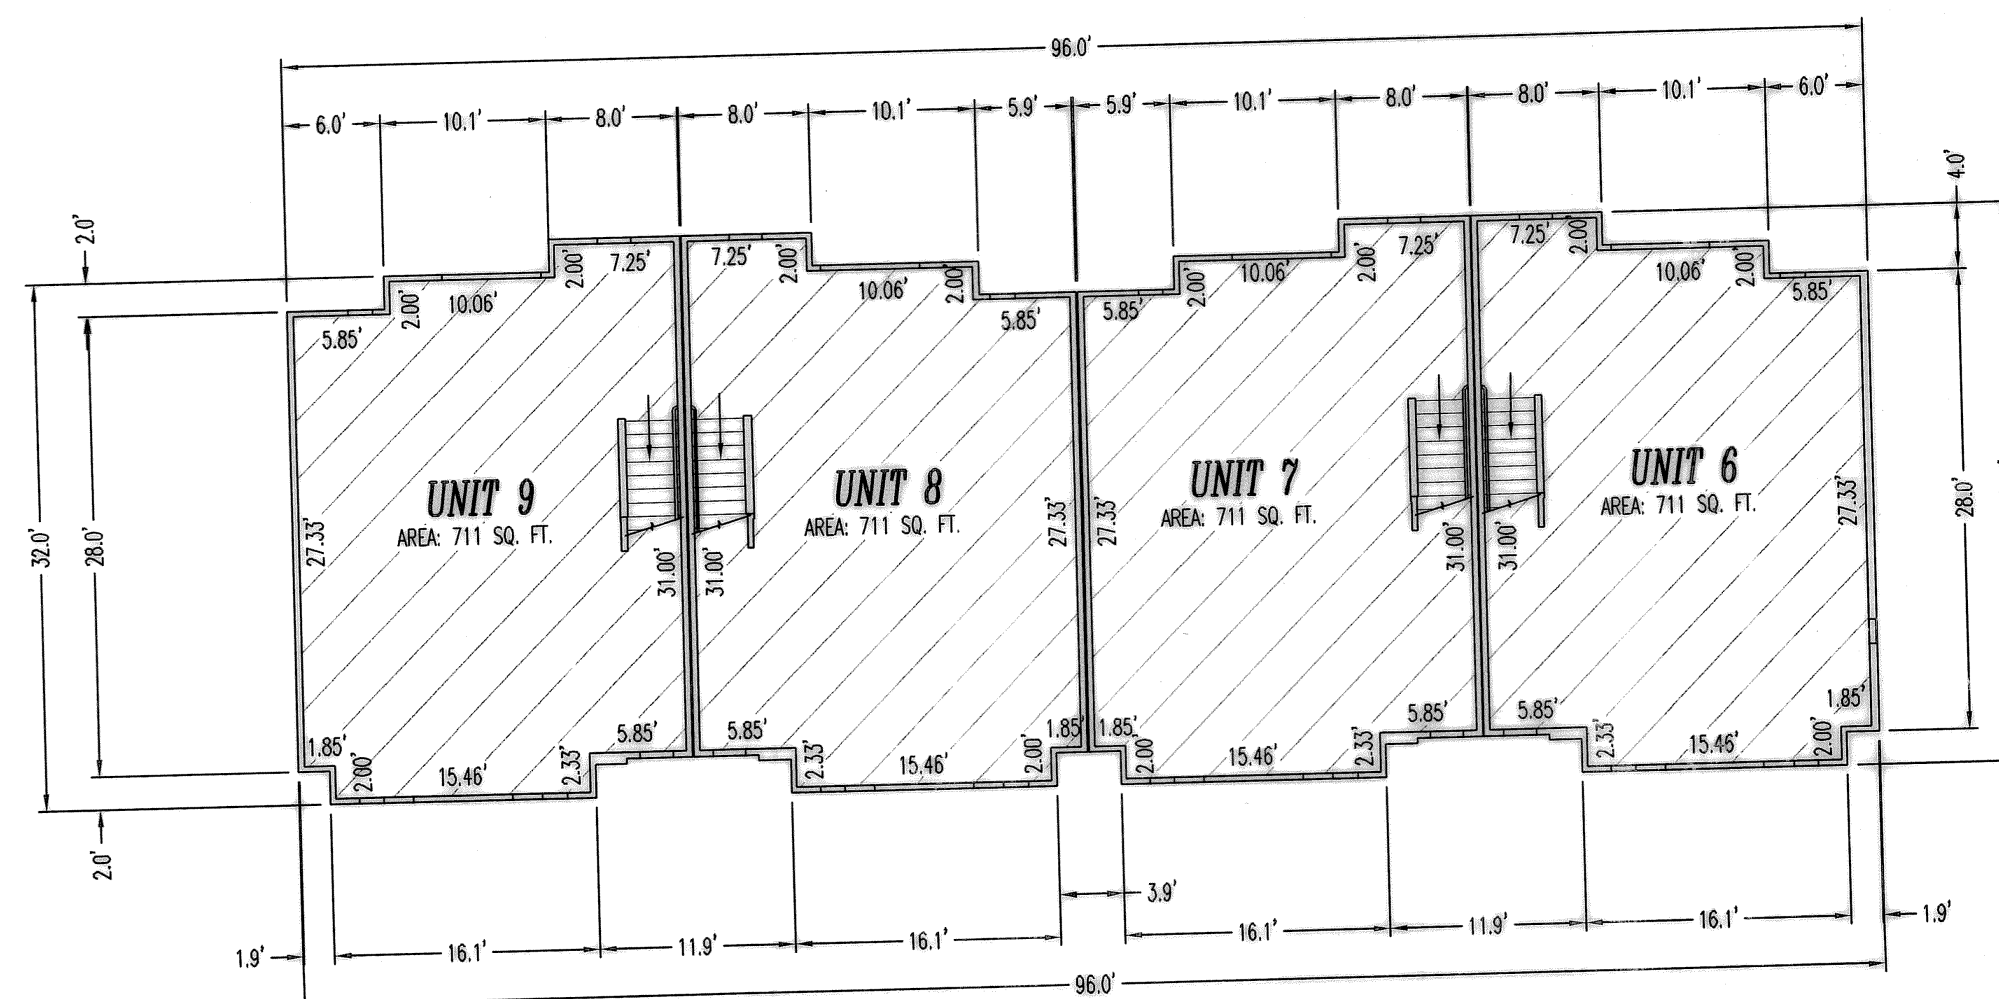 96.0'
6.0' 10.1' 8.0' 8.0' 10.1' 5.9' 5.9' 10.1' 8.0' 8.0' 10.1' 6.0'
4.0'
2.0'
7.25' 7.25' 7.25' 7.25'
2.00' 2.00' 2.00' 2.00'
10.06' 10.06' 10.06' 10.06'
2.00' 2.00' 2.00' 2.00'
5.85' 5.85' 5.85' 5.85'
UNIT 9
AREA: 711 SQ. FT.
UNIT 8
AREA: 711 SQ. FT.
UNIT 7
AREA: 711 SQ. FT.
UNIT 6
AREA: 711 SQ. FT.
32.0' 28.0' 27.33' 31.00' 31.00' 27.33' 27.33' 31.00' 31.00' 27.33' 28.0'
1.85' 5.85' 5.85' 1.85' 1.85' 5.85' 5.85' 1.85'
2.00' 15.46' 2.33' 2.33' 15.46' 2.00' 2.00' 15.46' 2.33' 2.33' 15.46' 2.00'
2.0'
3.9'
1.9' 16.1' 11.9' 16.1' 16.1' 11.9' 16.1' 1.9'
96.0'